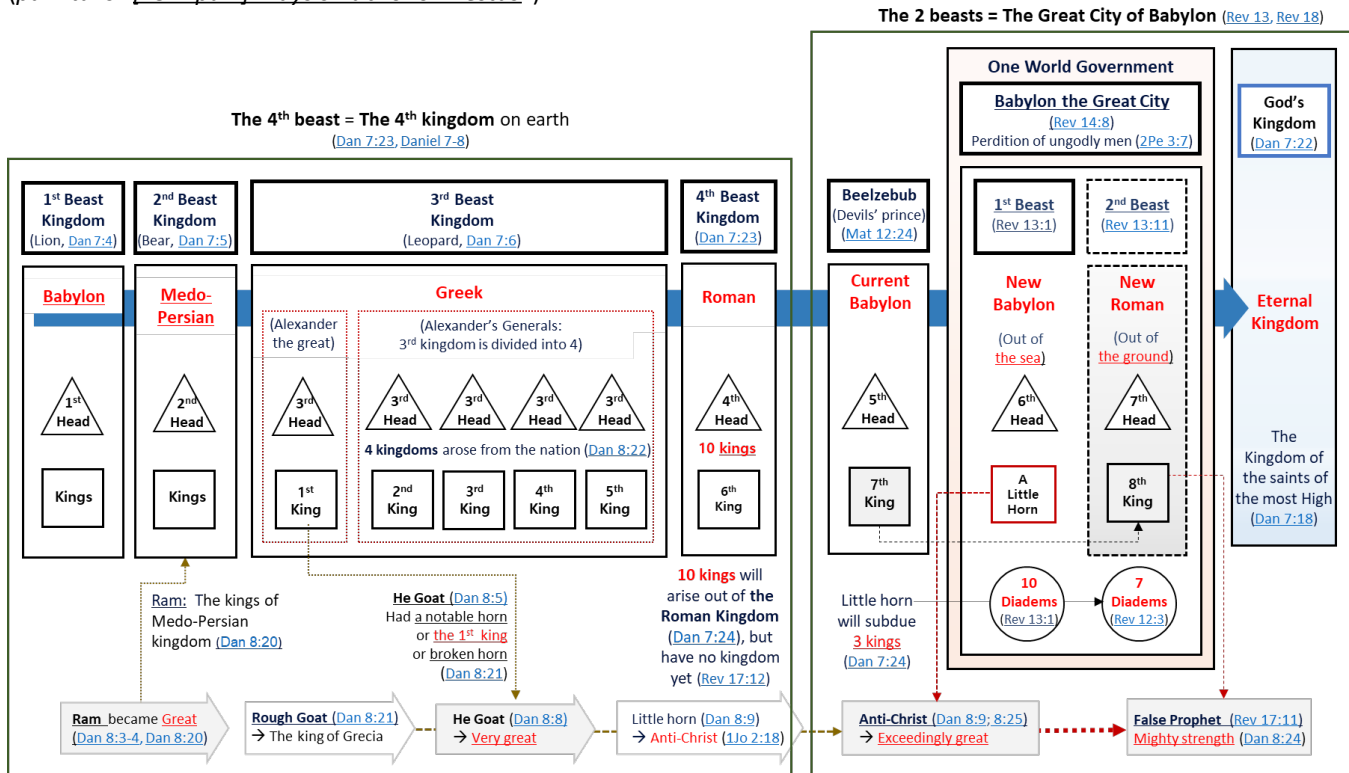 The 2 beasts = The Great City of Babylon (Rev 13, Rev 18)
The 4th beast = The 4th kingdom on earth
(Dan 7:23, Daniel 7-8)
1st Beast
Kingdom
(Lion, Dan 7:4)
2nd Beast
Kingdom
(Bear, Dan 7:5)
3rd Beast
Kingdom
(Leopard, Dan 7:6)
4th Beast
Kingdom
(Dan 7:23)
Babylon
Medo-
Persian
Greek
Roman
(Alexander
the great)
(Alexander's Generals:
3rd kingdom is divided into 4)
1st
Head
2nd
Head
3rd
Head
3rd
Head
3rd
Head
3rd
Head
3rd
Head
4th
Head
4 kingdoms arose from the nation (Dan 8:22)
10 kings
Kings
Kings
1st
King
2nd
King
3rd
King
4th
King
5th
King
6th
King
Ram: The kings of
Medo-Persian
kingdom (Dan 8:20)
He Goat (Dan 8:5)
Had a notable horn
or the 1st king
or broken horn
(Dan 8:21)
10 kings will
arise out of the
Roman Kingdom
(Dan 7:24), but
have no kingdom
yet (Rev 17:12)
Ram became Great
(Dan 8:3-4, Dan 8:20)
Rough Goat (Dan 8:21)
→ The king of Grecia
He Goat (Dan 8:8)
→ Very great
Little horn (Dan 8:9)
→ Anti-Christ (1Jo 2:18)
One World Government
Babylon the Great City
(Rev 14:8)
Perdition of ungodly men (2Pe 3:7)
God's
Kingdom
(Dan 7:22)
Beelzebub
(Devils' prince)
(Mat 12:24)
1st Beast
(Rev 13:1)
2nd Beast
(Rev 13:11)
Current
Babylon
New
Babylon
New
Roman
Eternal
Kingdom
(Out of
the sea)
(Out of
the ground)
5th
Head
6th
Head
7th
Head
7th
King
A
Little
Horn
8th
King
The
Kingdom of
the saints of
the most High
(Dan 7:18)
Little horn
will subdue
3 kings
(Dan 7:24)
10
Diadems
(Rev 13:1)
7
Diadems
(Rev 12:3)
Anti-Christ (Dan 8:9; 8:25)
→ Exceedingly great
False Prophet (Rev 17:11)
Mighty strength (Dan 8:24)